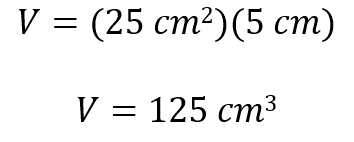 V = (25 cm²)(5 cm)
V = 125 cm³